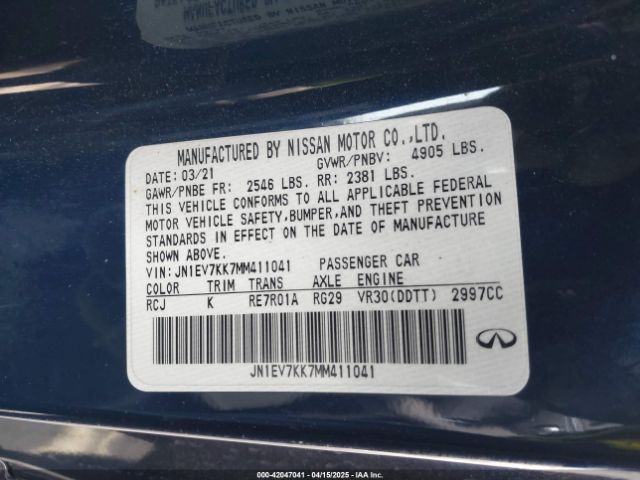 MANUFACTURED BY NISSAN MOTOR CO.,LTD.
DATE: 03/21 GVWR/PNBV: 4905 LBS.
GAWR/PNBE FR: 2546 LBS. RR: 2381 LBS.
THIS VEHICLE CONFORMS TO ALL APPLICABLE FEDERAL
MOTOR VEHICLE SAFETY, BUMPER, AND THEFT PREVENTION
STANDARDS IN EFFECT ON THE DATE OF MANUFACTURE
SHOWN ABOVE.
VIN: JN1EV7KK7MM411041 PASSENGER CAR
COLOR TRIM TRANS AXLE ENGINE
RCJ K RE7R01A RG29 VR30(DDTT) 2997CC
JN1EV7KK7MM411041
INFINITI
000-42047041 - 04/15/2025 - IAA Corp.